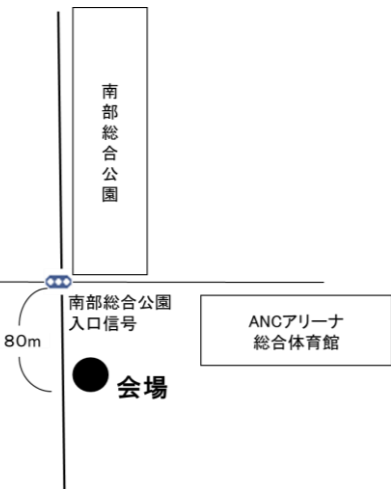 南部総合公園
南部総合公園
入口信号
ANCアリーナ
総合体育館
80m
会場